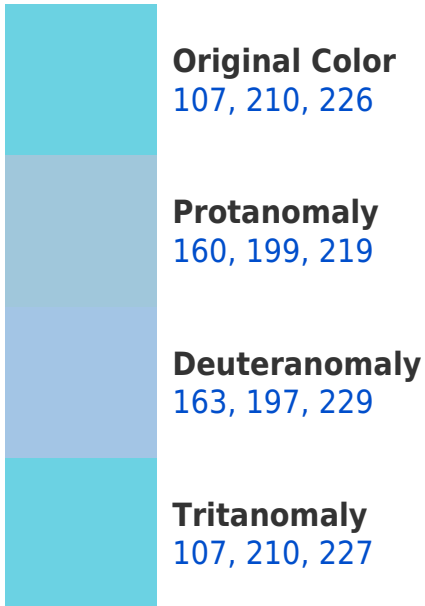 Original Color
107, 210, 226
Protanomaly
160, 199, 219
Deuteranomaly
163, 197, 229
Tritanomaly
107, 210, 227